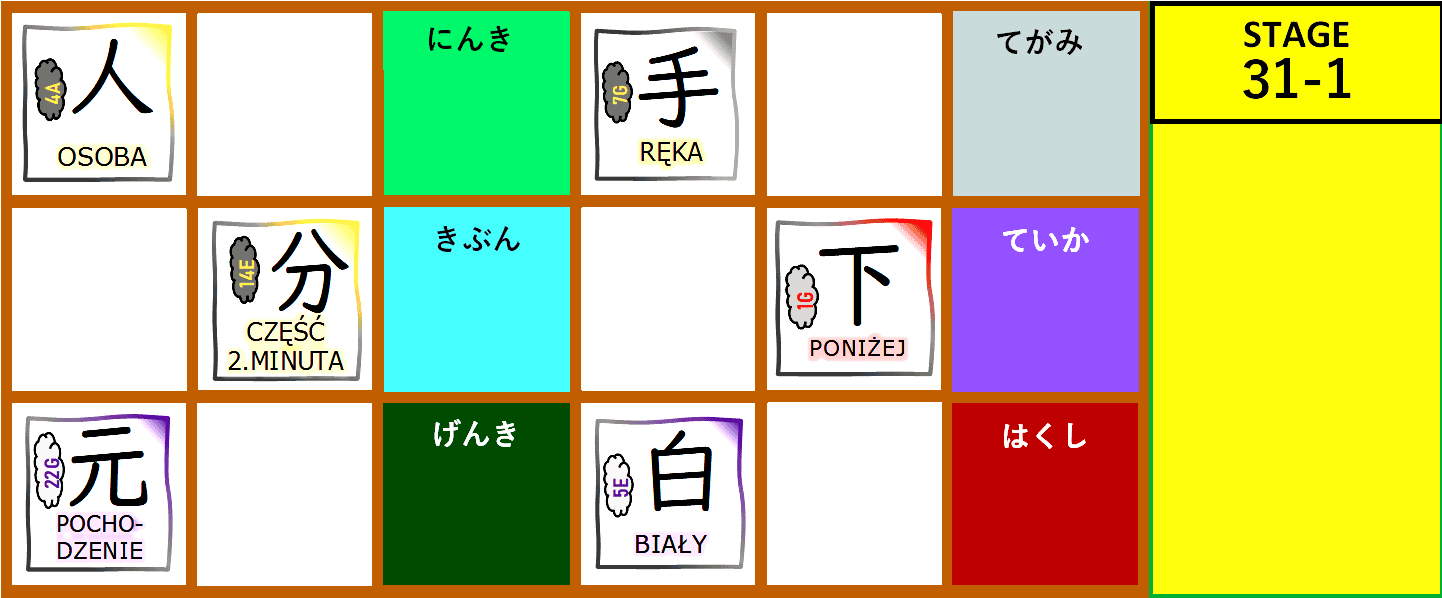 人
4A
OSOBA
にんき
手
7G
RĘKA
てがみ
STAGE
31-1
分
14E
CZĘŚĆ
2.MINUTA
きぶん
下
1G
PONIŻEJ
ていか
元
22G
POCHO-
DZENIE
げんき
白
5E
BIAŁY
はくし